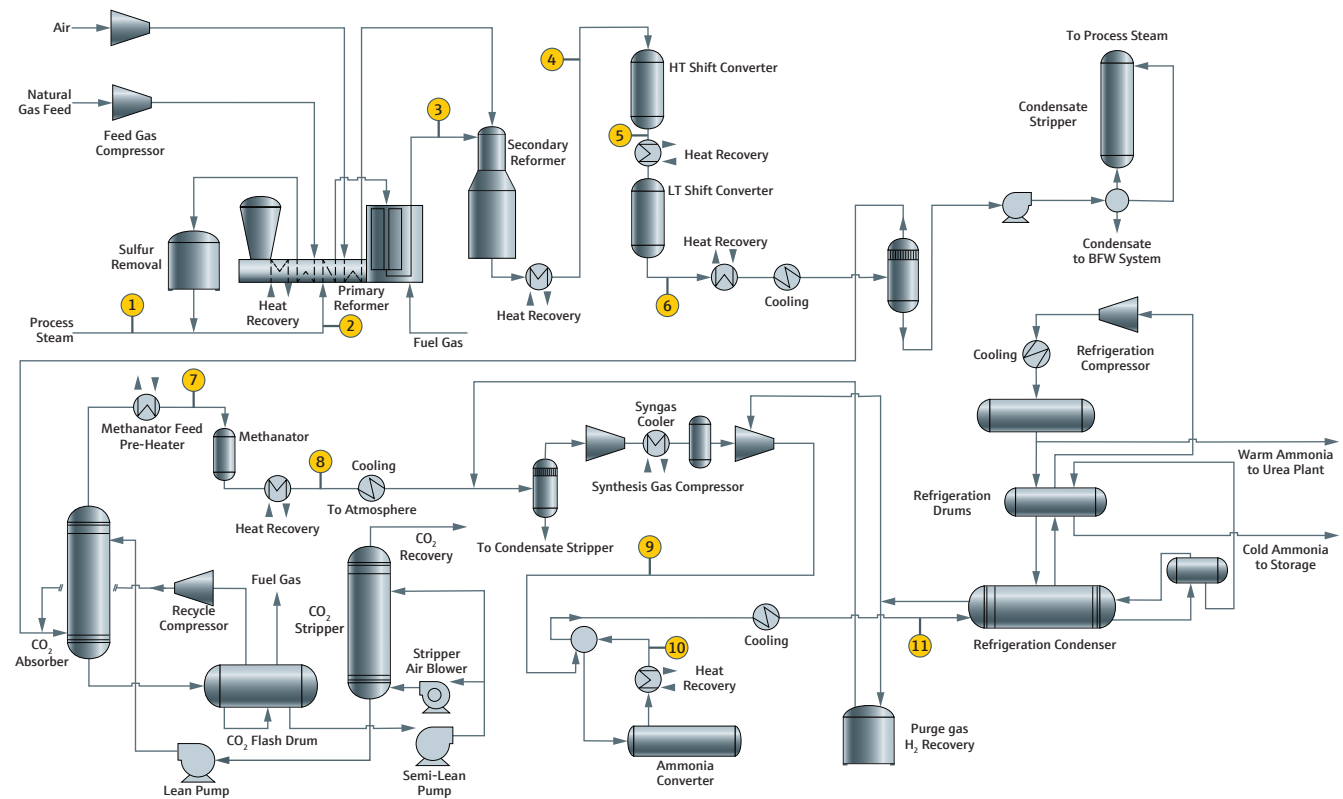 Air
To Process Steam
4
HT Shift Converter
Natural
Gas Feed
3
Condensate
Stripper
Feed Gas
Compressor
5
Secondary
Reformer
Heat Recovery
LT Shift Converter
Sulfur
Removal
Heat Recovery
Condensate
to BFW System
Primary
Reformer
Heat
Recovery
1
6
Cooling
Heat Recovery
Process
Steam
2
Fuel Gas
Cooling
Refrigeration
Compressor
7
Methanator Feed
Pre-Heater
Syngas
Cooler
Methanator
8
Cooling
To Atmosphere
Warm Ammonia
to Urea Plant
Synthesis Gas Compressor
Refrigeration
Drums
Heat Recovery
CO2
Recovery
To Condensate Stripper
9
Cold Ammonia
to Storage
Fuel Gas
Recycle
Compressor
CO2
Stripper
CO2
Absorber
Cooling
10
11
Refrigeration Condenser
Stripper
Air Blower
Heat
Recovery
CO2 Flash Drum
Purge gas
H2 Recovery
Ammonia
Converter
Semi-Lean
Pump
Lean Pump